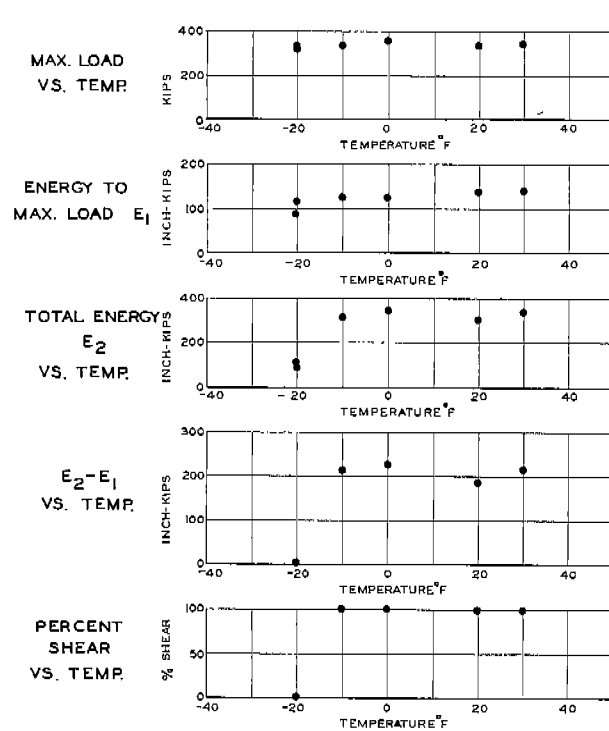 MAX. LOAD
VS. TEMP.
KIPS
400
200
0
-40 -20 0 20 40
TEMPERATURE °F
ENERGY TO
MAX. LOAD E1
INCH-KIPS
200
100
0
-40 -20 0 20 40
TEMPERATURE °F
TOTAL ENERGY
E2
VS. TEMP.
INCH-KIPS
400
200
0
-40 -20 0 20 40
TEMPERATURE °F
E2-E1
VS. TEMP.
INCH-KIPS
300
200
100
0
-40 -20 0 20 40
TEMPERATURE °F
PERCENT
SHEAR
VS. TEMP.
% SHEAR
100
50
0
-40 -20 0 20 40
TEMPERATURE °F